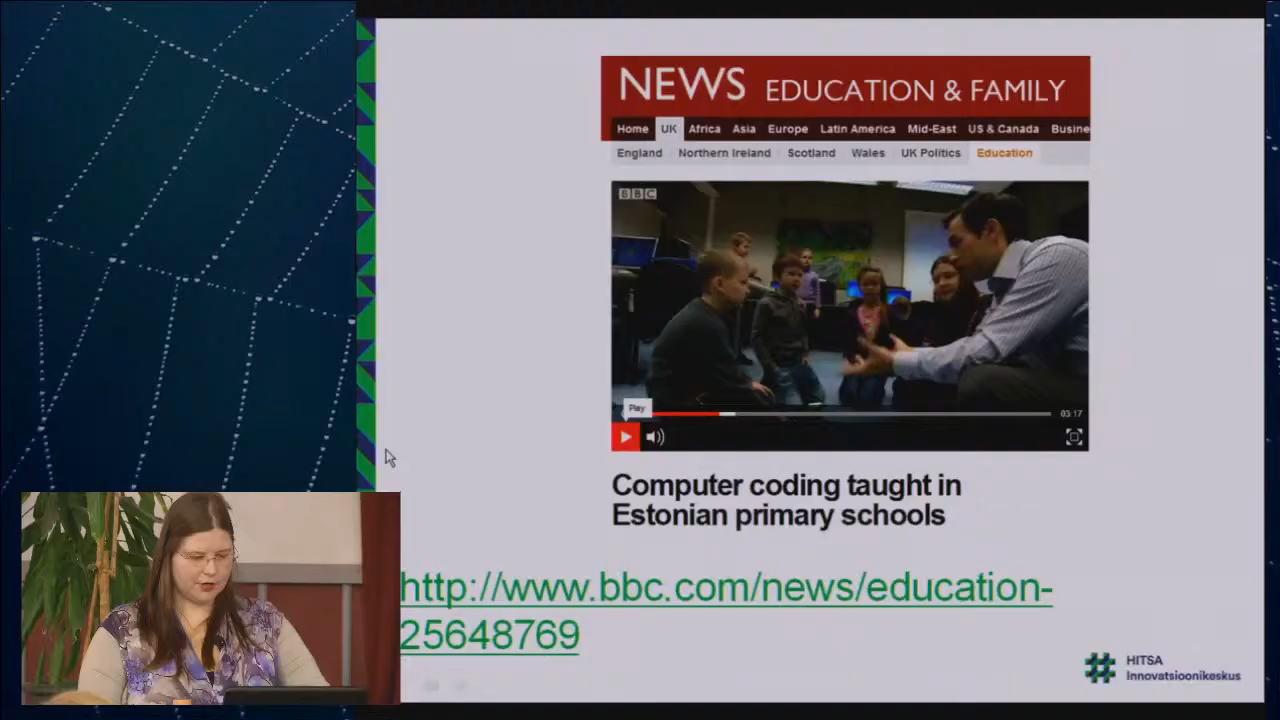 NEWS EDUCATION & FAMILY
Home UK Africa Asia Europe Latin America Mid-East US & Canada Busine
England Northern Ireland Scotland Wales UK Politics Education
BBC
Play
03:17
Computer coding taught in
Estonian primary schools
http://www.bbc.com/news/education-
25648769
HITSA
Innovatsioonikeskus